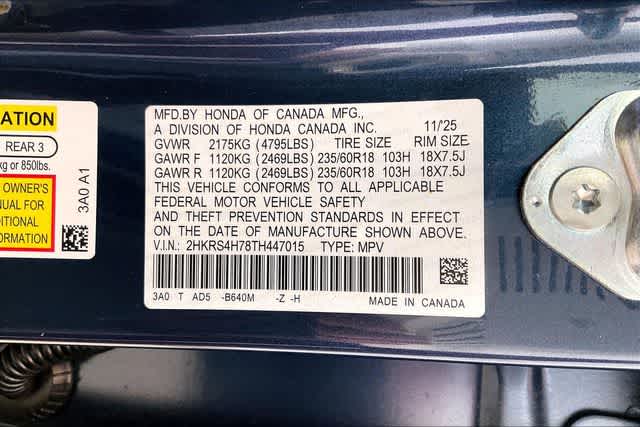 ATION
REAR 3
kg or 850lbs.
OWNER'S
NUAL FOR
DITIONAL
FORMATION
3A0 A1
MFD.BY HONDA OF CANADA MFG.,
A DIVISION OF HONDA CANADA INC. 11/25
GVWR 2175KG (4795LBS) TIRE SIZE RIM SIZE
GAWR F 1120KG (2469LBS) 235/60R18 103H 18X7.5J
GAWR R 1120KG (2469LBS) 235/60R18 103H 18X7.5J
THIS VEHICLE CONFORMS TO ALL APPLICABLE
FEDERAL MOTOR VEHICLE SAFETY
AND THEFT PREVENTION STANDARDS IN EFFECT
ON THE DATE OF MANUFACTURE SHOWN ABOVE.
V.I.N.: 2HKRS4H78TH447015 TYPE: MPV
3A0 T AD5 -B640M -Z -H MADE IN CANADA